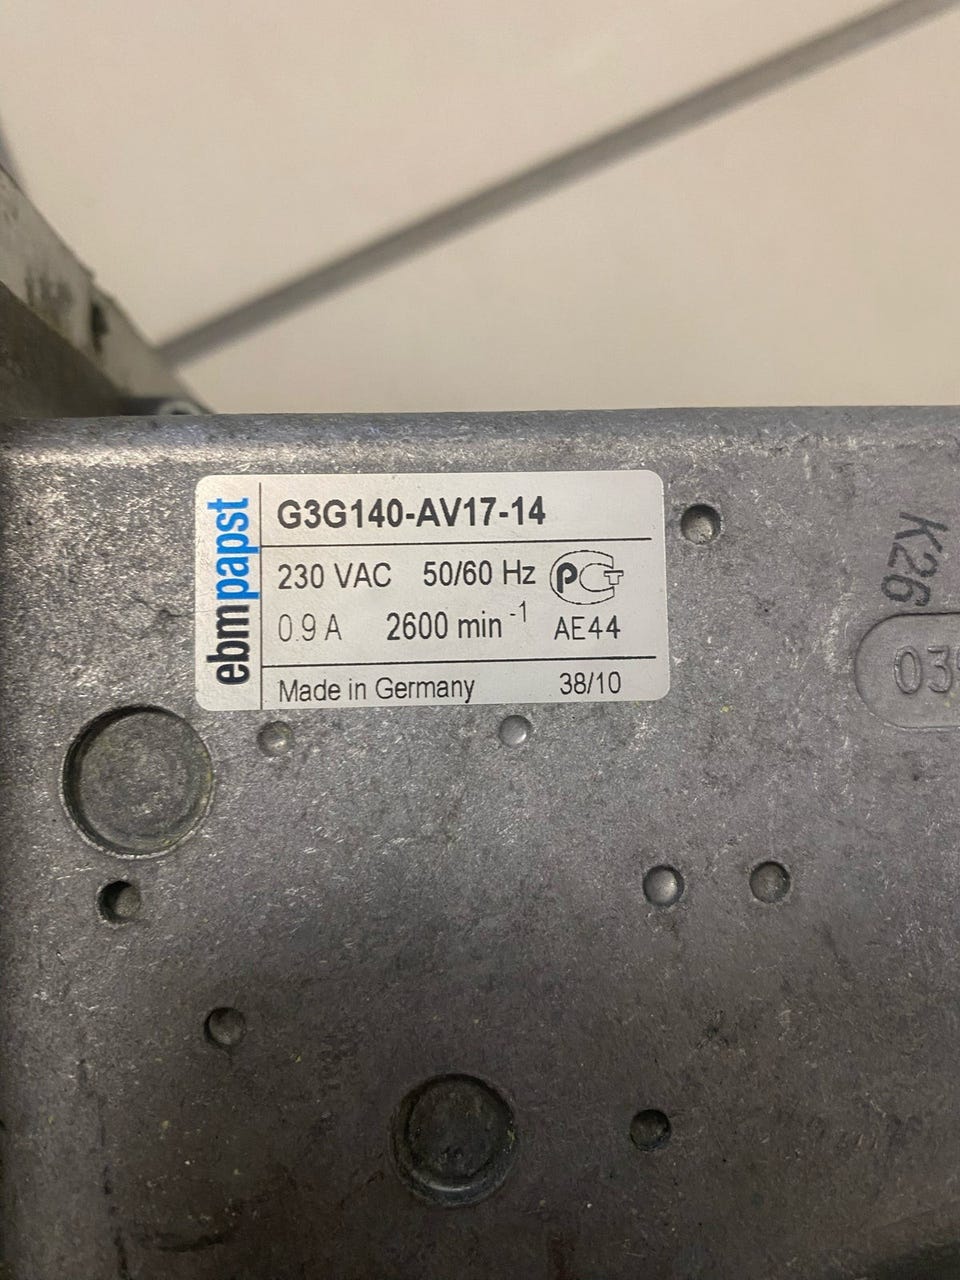 ebmpapst
G3G140-AV17-14
230 VAC 50/60 Hz
0.9 A 2600 min -1 AE44
Made in Germany 38/10
K26